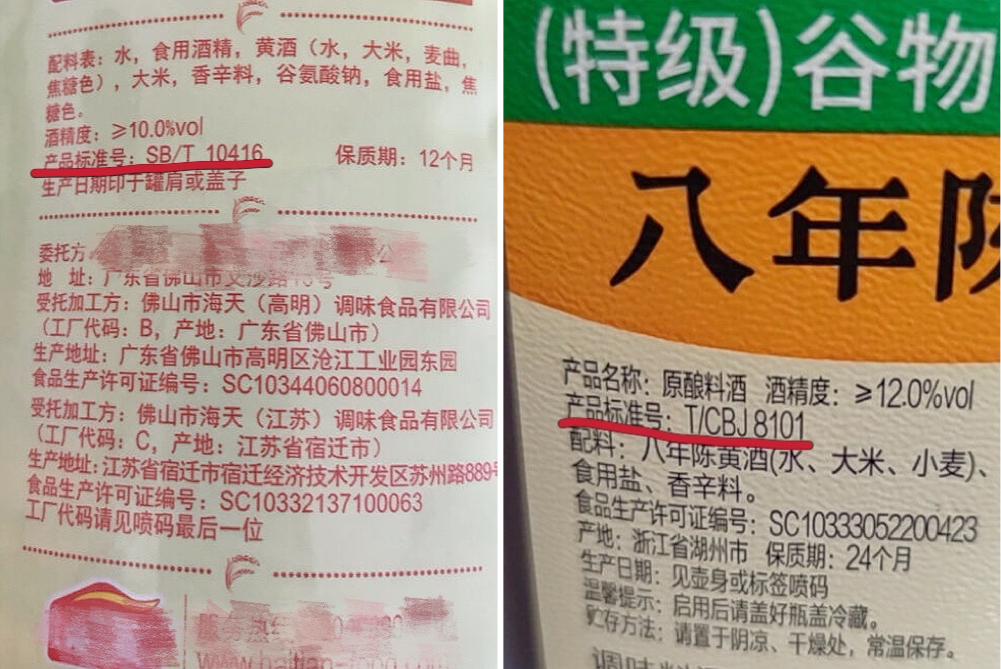 配料表：水，食用酒精，黄酒（水，大米，麦曲，
焦糖色），大米，香辛料，谷氨酸钠，食用盐，焦
糖色。
酒精度：≥10.0%vol
产品标准号：SB/T 10416 保质期：12个月
生产日期印于罐肩或盖子
委托方
地 址：广东省佛山市文沙路16号
受托加工方：佛山市海天（高明）调味食品有限公司
（工厂代码：B，产地：广东省佛山市）
生产地址：广东省佛山市高明区沧江工业园东园
食品生产许可证编号：SC10344060800014
受托加工方：佛山市海天（江苏）调味食品有限公司
（工厂代码：C，产地：江苏省宿迁市）
生产地址：江苏省宿迁市宿迁经济技术开发区苏州路889号
食品生产许可证编号：SC10332137100063
工厂代码请见喷码最后一位
服务热线
(特级)谷物
八年陈
产品名称：原酿料酒 酒精度：≥12.0%vol
产品标准号：T/CBJ 8101
配料：八年陈黄酒(水、大米、小麦)、
食用盐、香辛料。
食品生产许可证编号：SC10333052200423
产地：浙江省湖州市 保质期：24个月
生产日期：见壶身或标签喷码
温馨提示：启用后请盖好瓶盖冷藏。
贮存方法：请置于阴凉、干燥处，常温保存。